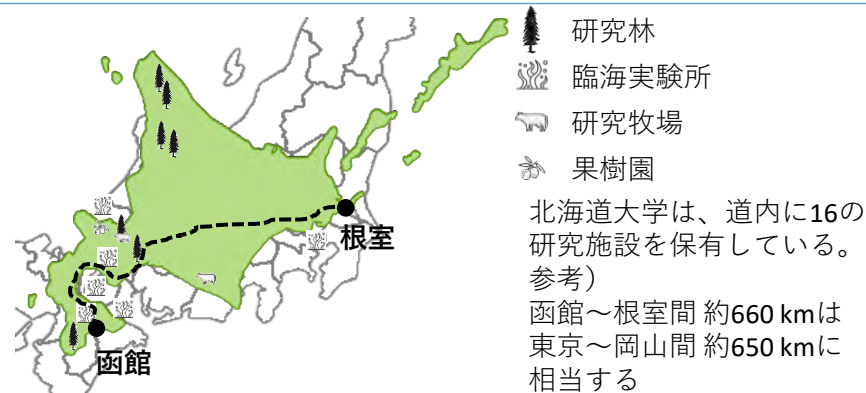 研究林
臨海実験所
研究牧場
果樹園
北海道大学は、道内に16の
研究施設を保有している。
参考）
函館～根室間 約660 kmは
東京～岡山間 約650 kmに
相当する
根室
函館